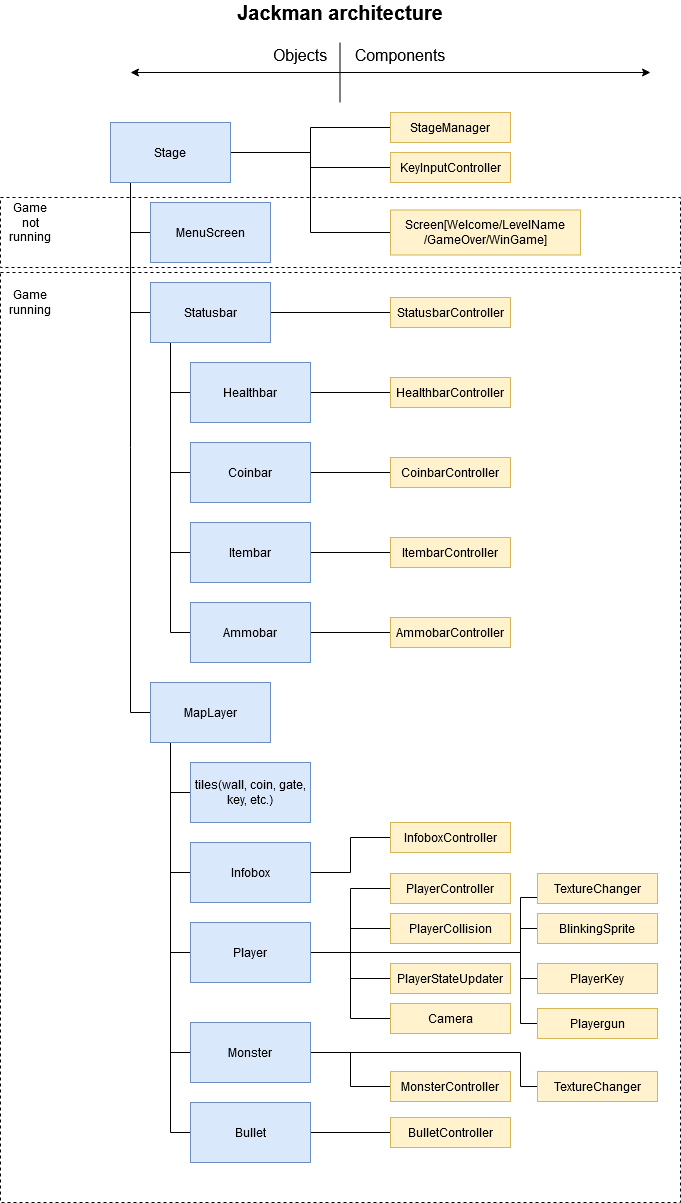 Jackman architecture
Objects
Components
Stage
StageManager
KeyInputController
Game
not
running
MenuScreen
Screen[Welcome/LevelName
/GameOver/WinGame]
Game
running
Statusbar
StatusbarController
Healthbar
HealthbarController
Coinbar
CoinbarController
Itembar
ItembarController
Ammobar
AmmobarController
MapLayer
tiles(wall, coin, gate,
key, etc.)
InfoboxController
Infobox
PlayerController
TextureChanger
PlayerCollision
BlinkingSprite
Player
PlayerStateUpdater
PlayerKey
Camera
Playergun
Monster
MonsterController
TextureChanger
Bullet
BulletController